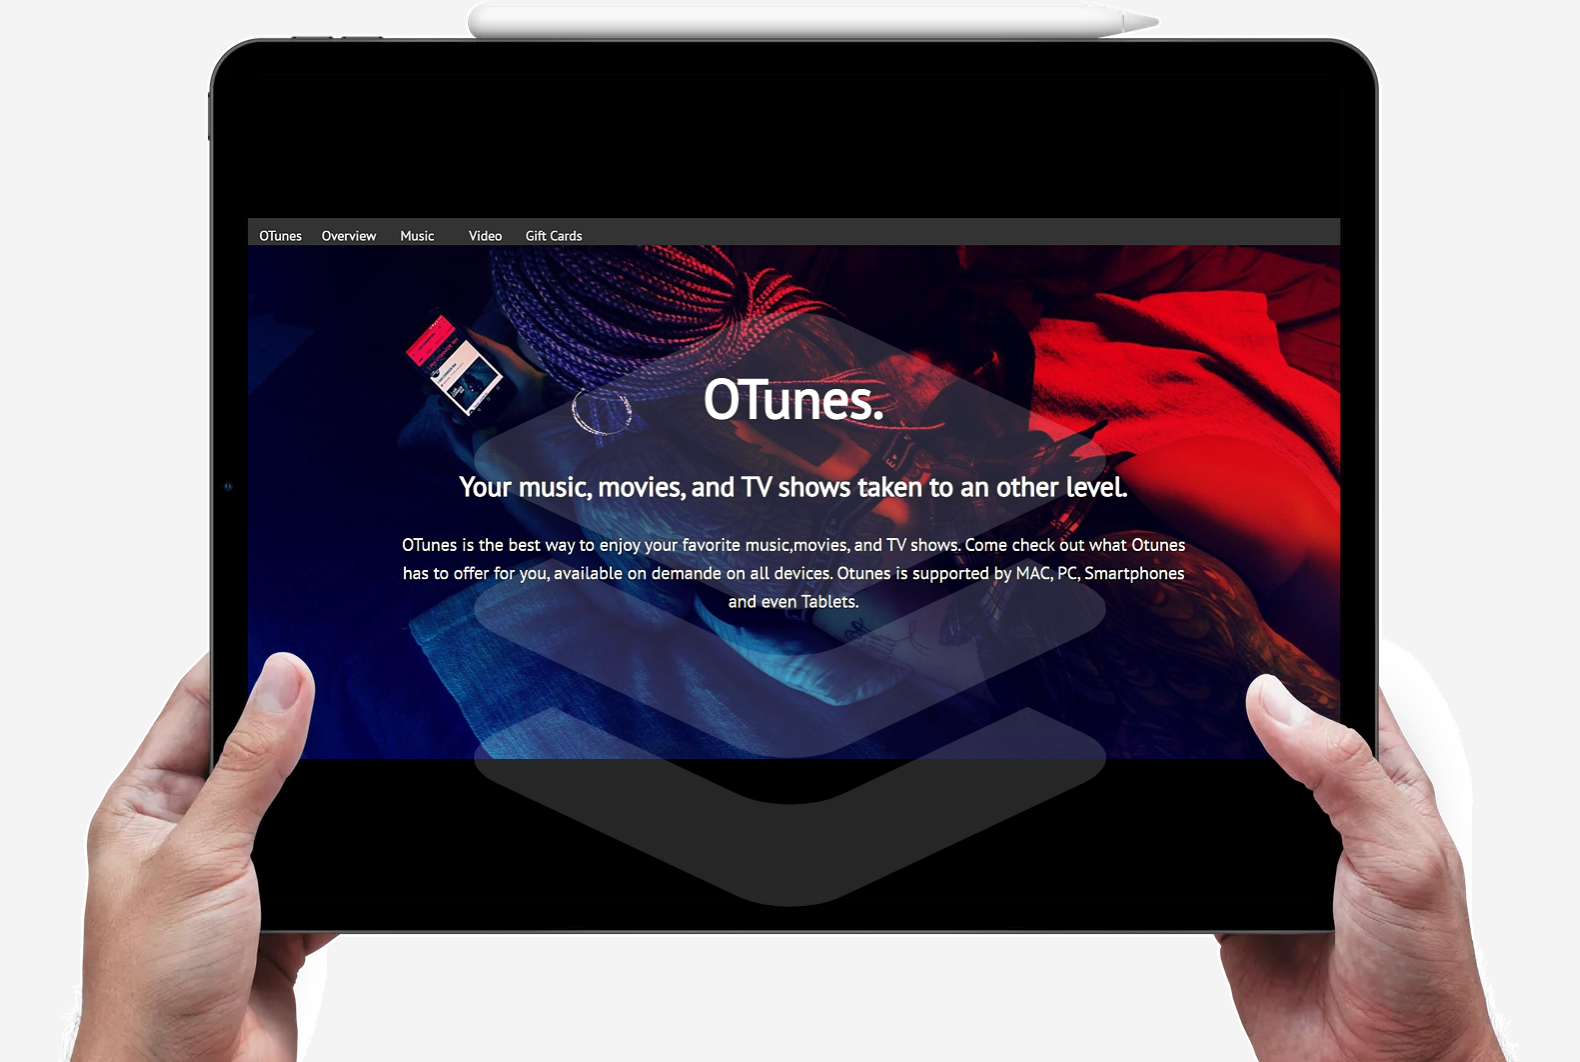 OTunes Overview Music Video Gift Cards
OTunes.
Your music, movies, and TV shows taken to an other level.
OTunes is the best way to enjoy your favorite music,movies, and TV shows. Come check out what Otunes
has to offer for you, available on demande on all devices. Otunes is supported by MAC, PC, Smartphones
and even Tablets.